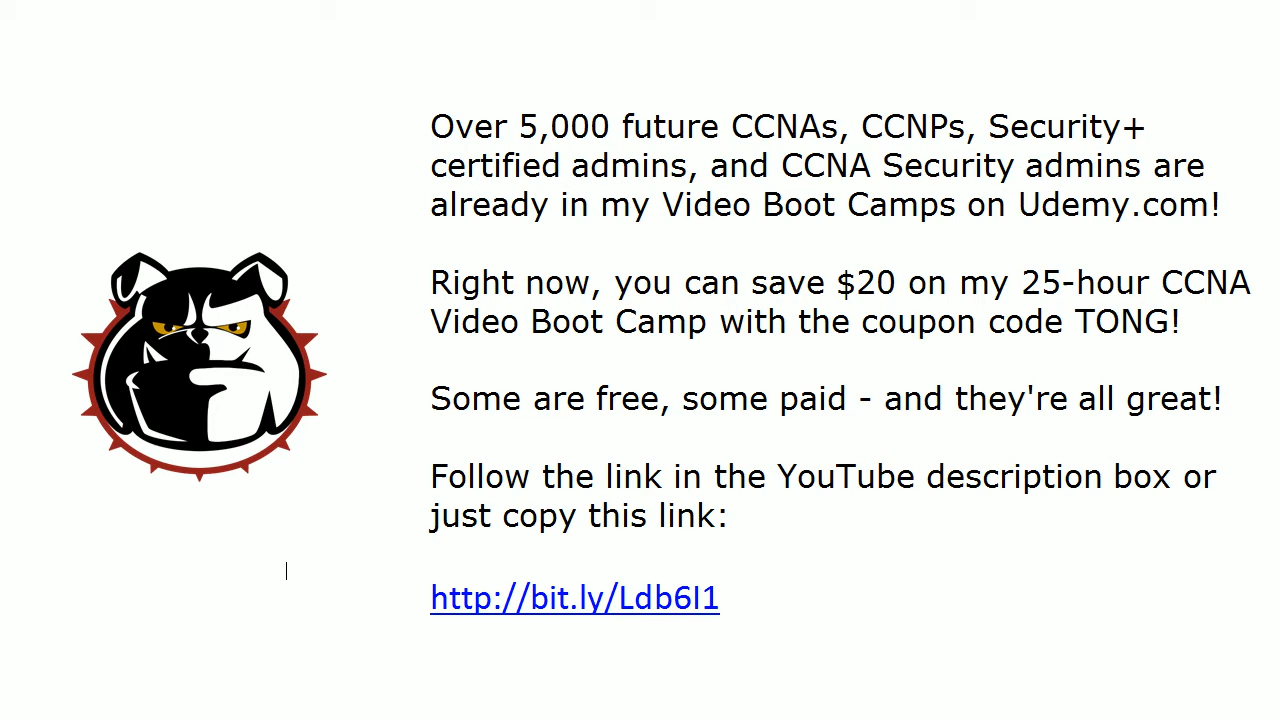 Over 5,000 future CCNAs, CCNPs, Security+
certified admins, and CCNA Security admins are
already in my Video Boot Camps on Udemy.com!
Right now, you can save $20 on my 25-hour CCNA
Video Boot Camp with the coupon code TONG!
Some are free, some paid - and they're all great!
Follow the link in the YouTube description box or
just copy this link:
http://bit.ly/Ldb6I1